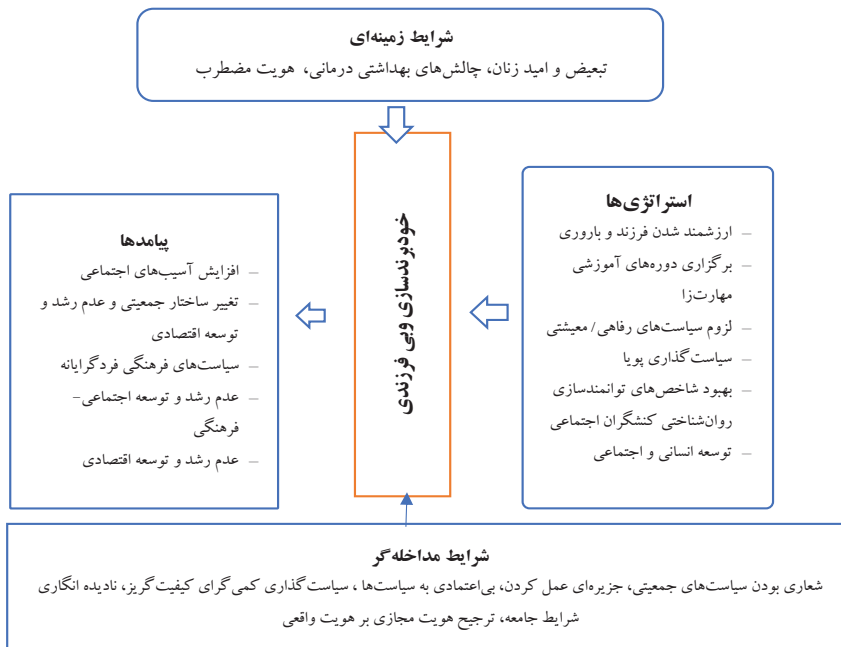 شرایط زمینه‌ای
تبعیض و امید زنان، چالش‌های بهداشتی درمانی، هویت مضطرب
استراتژی‌ها
– ارزشمند شدن فرزند و باروری
– برگزاری دوره‌های آموزشی
مهارت‌زا
– لزوم سیاست‌های رفاهی/ معیشتی
– سیاست‌گذاری پویا
– بهبود شاخص‌های توانمندسازی
روان‌شناختی کنشگران اجتماعی
– توسعه انسانی و اجتماعی
خودبرندسازی وبی فرزندی
پیامدها
– افزایش آسیب‌های اجتماعی
– تغییر ساختار جمعیتی و عدم رشد و
توسعه اقتصادی
– سیاست‌های فرهنگی فردگرایانه
– عدم رشد و توسعه اجتماعی-
فرهنگی
– عدم رشد و توسعه اقتصادی
شرایط مداخله‌گر
شعاری بودن سیاست‌های جمعیتی، جزیره‌ای عمل کردن، بی‌اعتمادی به سیاست‌ها ، سیاست‌گذاری کمی‌گرای کیفیت‌گریز، نادیده انگاری
شرایط جامعه، ترجیح هویت مجازی بر هویت واقعی